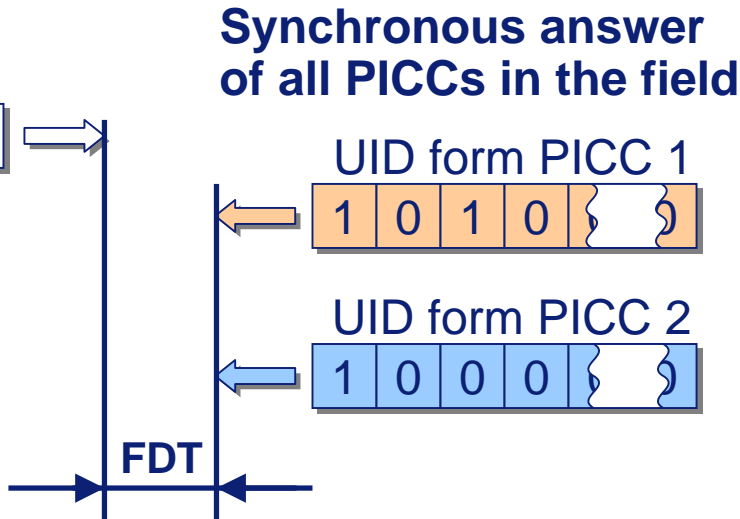 Synchronous answer
of all PICCs in the field
UID form PICC 1
1 0 1 0
UID form PICC 2
1 0 0 0
FDT